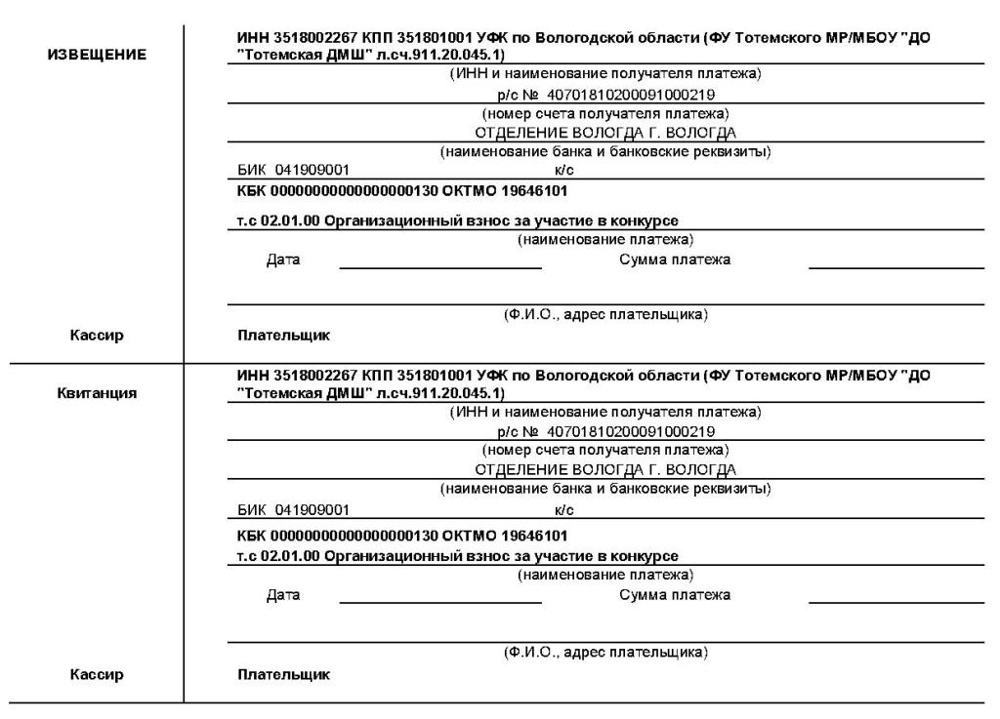 ИЗВЕЩЕНИЕ
ИНН 3518002267 КПП 351801001 УФК по Вологодской области (ФУ Тотемского МР/МБОУ "ДО
"Тотемская ДМШ" л.сч.911.20.045.1)
(ИНН и наименование получателя платежа)
р/с № 40701810200091000219
(номер счета получателя платежа)
ОТДЕЛЕНИЕ ВОЛОГДА Г. ВОЛОГДА
(наименование банка и банковские реквизиты)
БИК 041909001 к/с
КБК 00000000000000000130 ОКТМО 19646101
т.с 02.01.00 Организационный взнос за участие в конкурсе
(наименование платежа)
Дата Сумма платежа
(Ф.И.О., адрес плательщика)
Кассир Плательщик
Квитанция
ИНН 3518002267 КПП 351801001 УФК по Вологодской области (ФУ Тотемского МР/МБОУ "ДО
"Тотемская ДМШ" л.сч.911.20.045.1)
(ИНН и наименование получателя платежа)
р/с № 40701810200091000219
(номер счета получателя платежа)
ОТДЕЛЕНИЕ ВОЛОГДА Г. ВОЛОГДА
(наименование банка и банковские реквизиты)
БИК 041909001 к/с
КБК 00000000000000000130 ОКТМО 19646101
т.с 02.01.00 Организационный взнос за участие в конкурсе
(наименование платежа)
Дата Сумма платежа
(Ф.И.О., адрес плательщика)
Кассир Плательщик